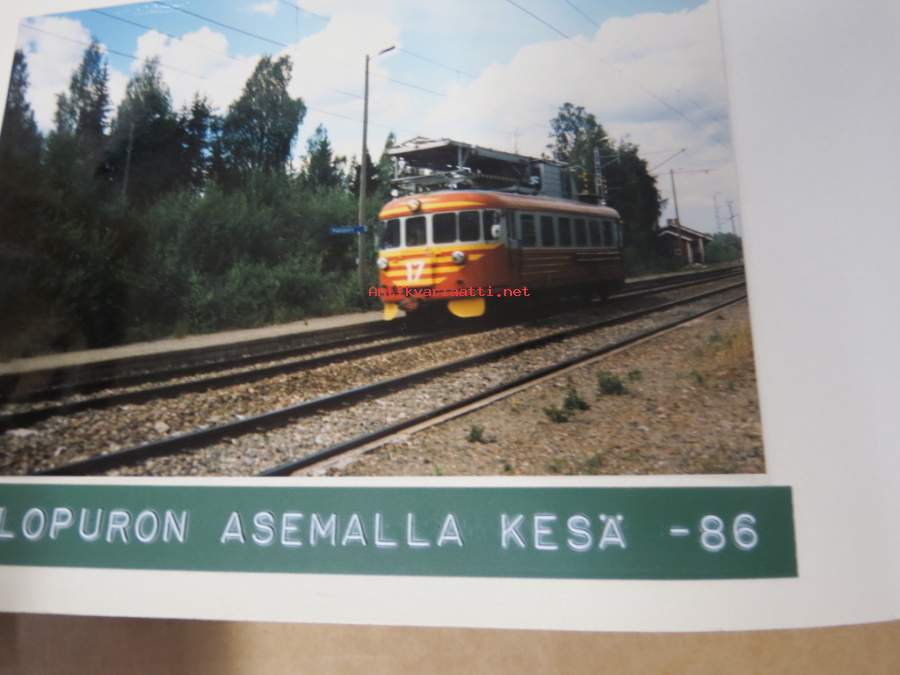 17
Antikvariaatti.net
LOPURON ASEMALLA KESÄ -86